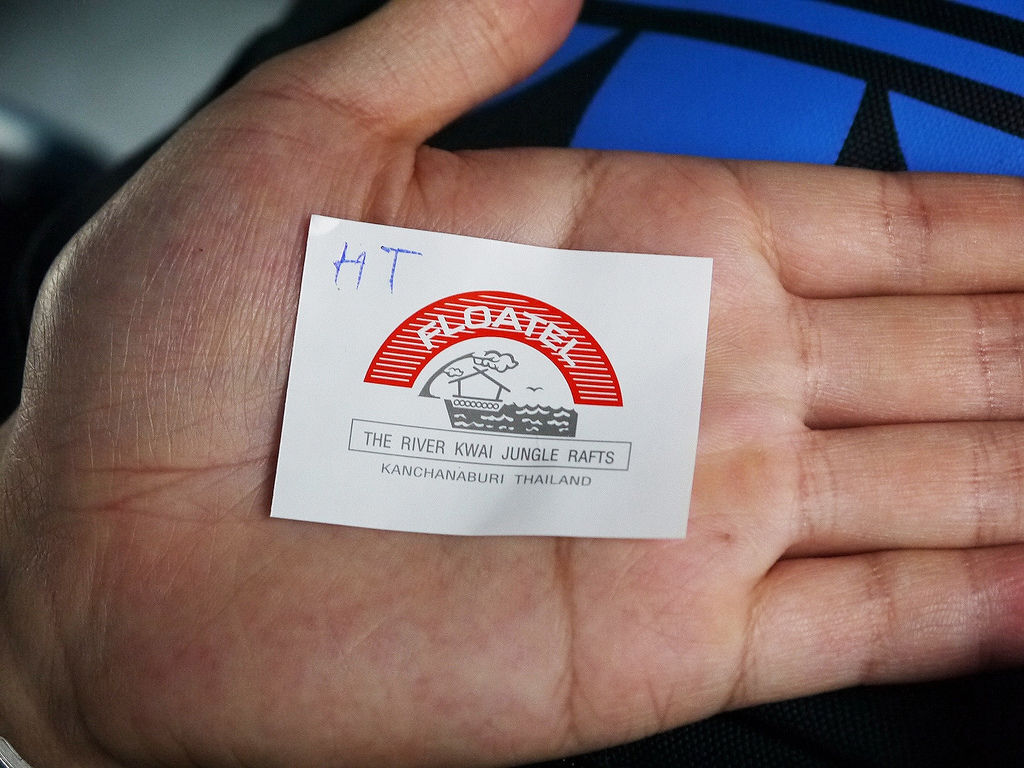 HT
FLOATEL
THE RIVER KWAI JUNGLE RAFTS
KANCHANABURI THAILAND